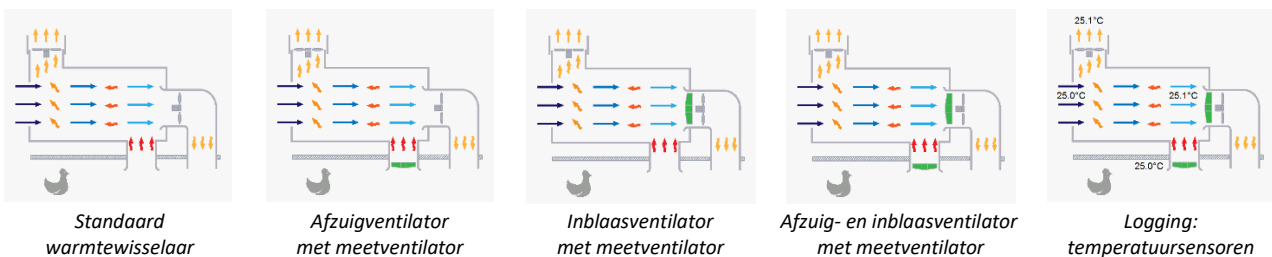 25.1°C
25.0°C
25.1°C
25.0°C
Standaard
warmtewisselaar
Afzuigventilator
met meetventilator
Inblaasventilator
met meetventilator
Afzuig- en inblaasventilator
met meetventilator
Logging:
temperatuursensoren